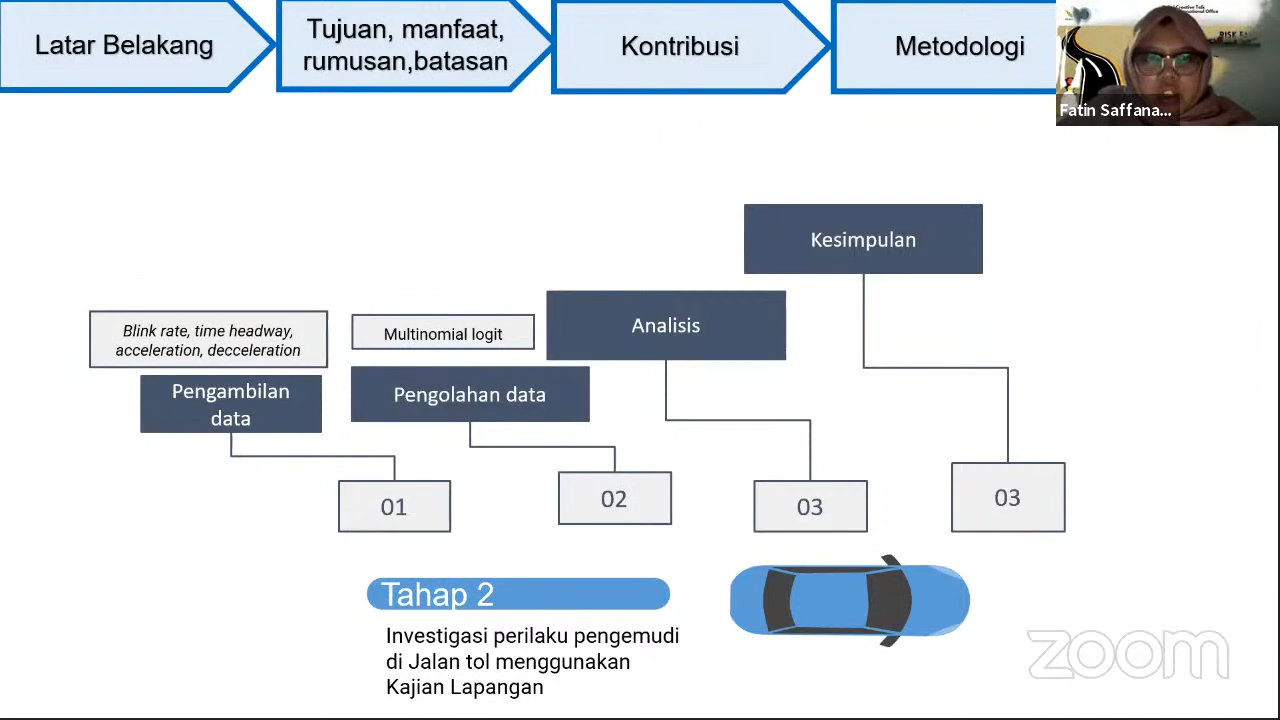 Latar Belakang
Tujuan, manfaat,
rumusan,batasan
Kontribusi
Metodologi
Creative Talk
Fatin Saffana...
Kesimpulan
Analisis
Blink rate, time headway,
acceleration, decceleration
Multinomial logit
Pengambilan
data
Pengolahan data
01
02
03
03
Tahap 2
Investigasi perilaku pengemudi
di Jalan tol menggunakan
Kajian Lapangan
zoom